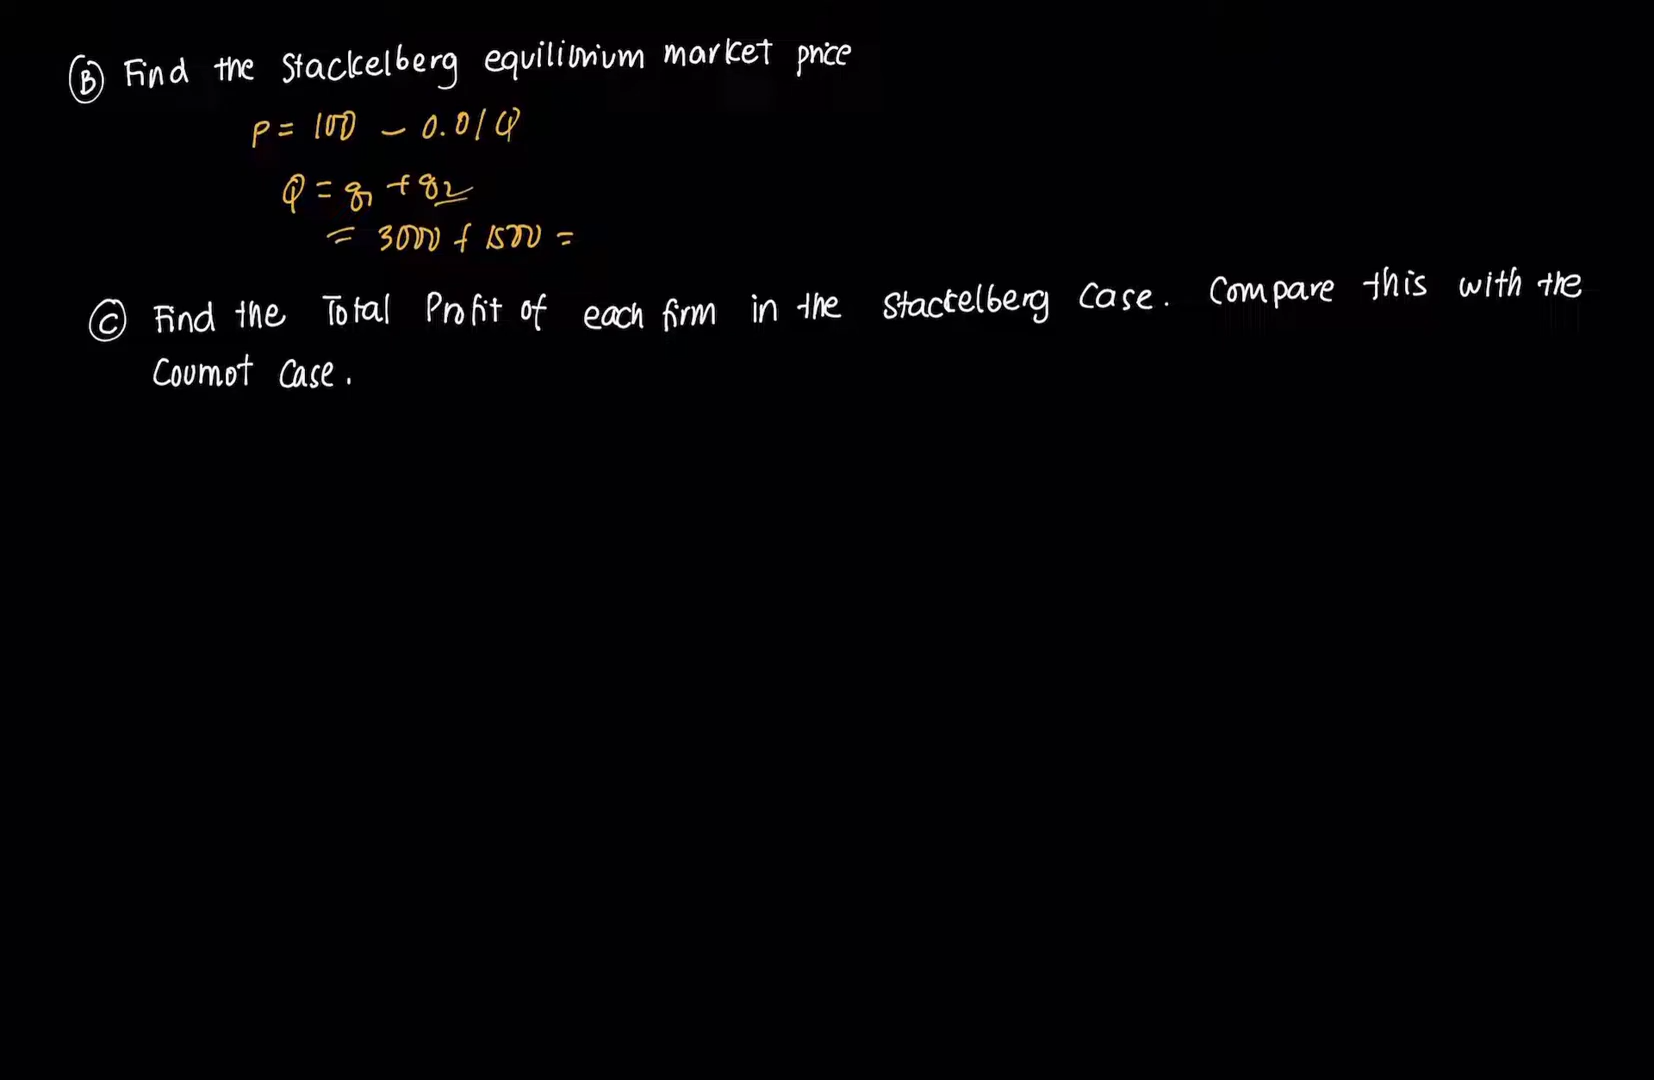 Ⓑ Find the Stackelberg equilibrium market price
P = 100 - 0.01Q
Q = q1 + q2
= 3000 + 1500 =
Ⓒ Find the Total Profit of each firm in the Stackelberg Case. Compare this with the
Cournot Case.